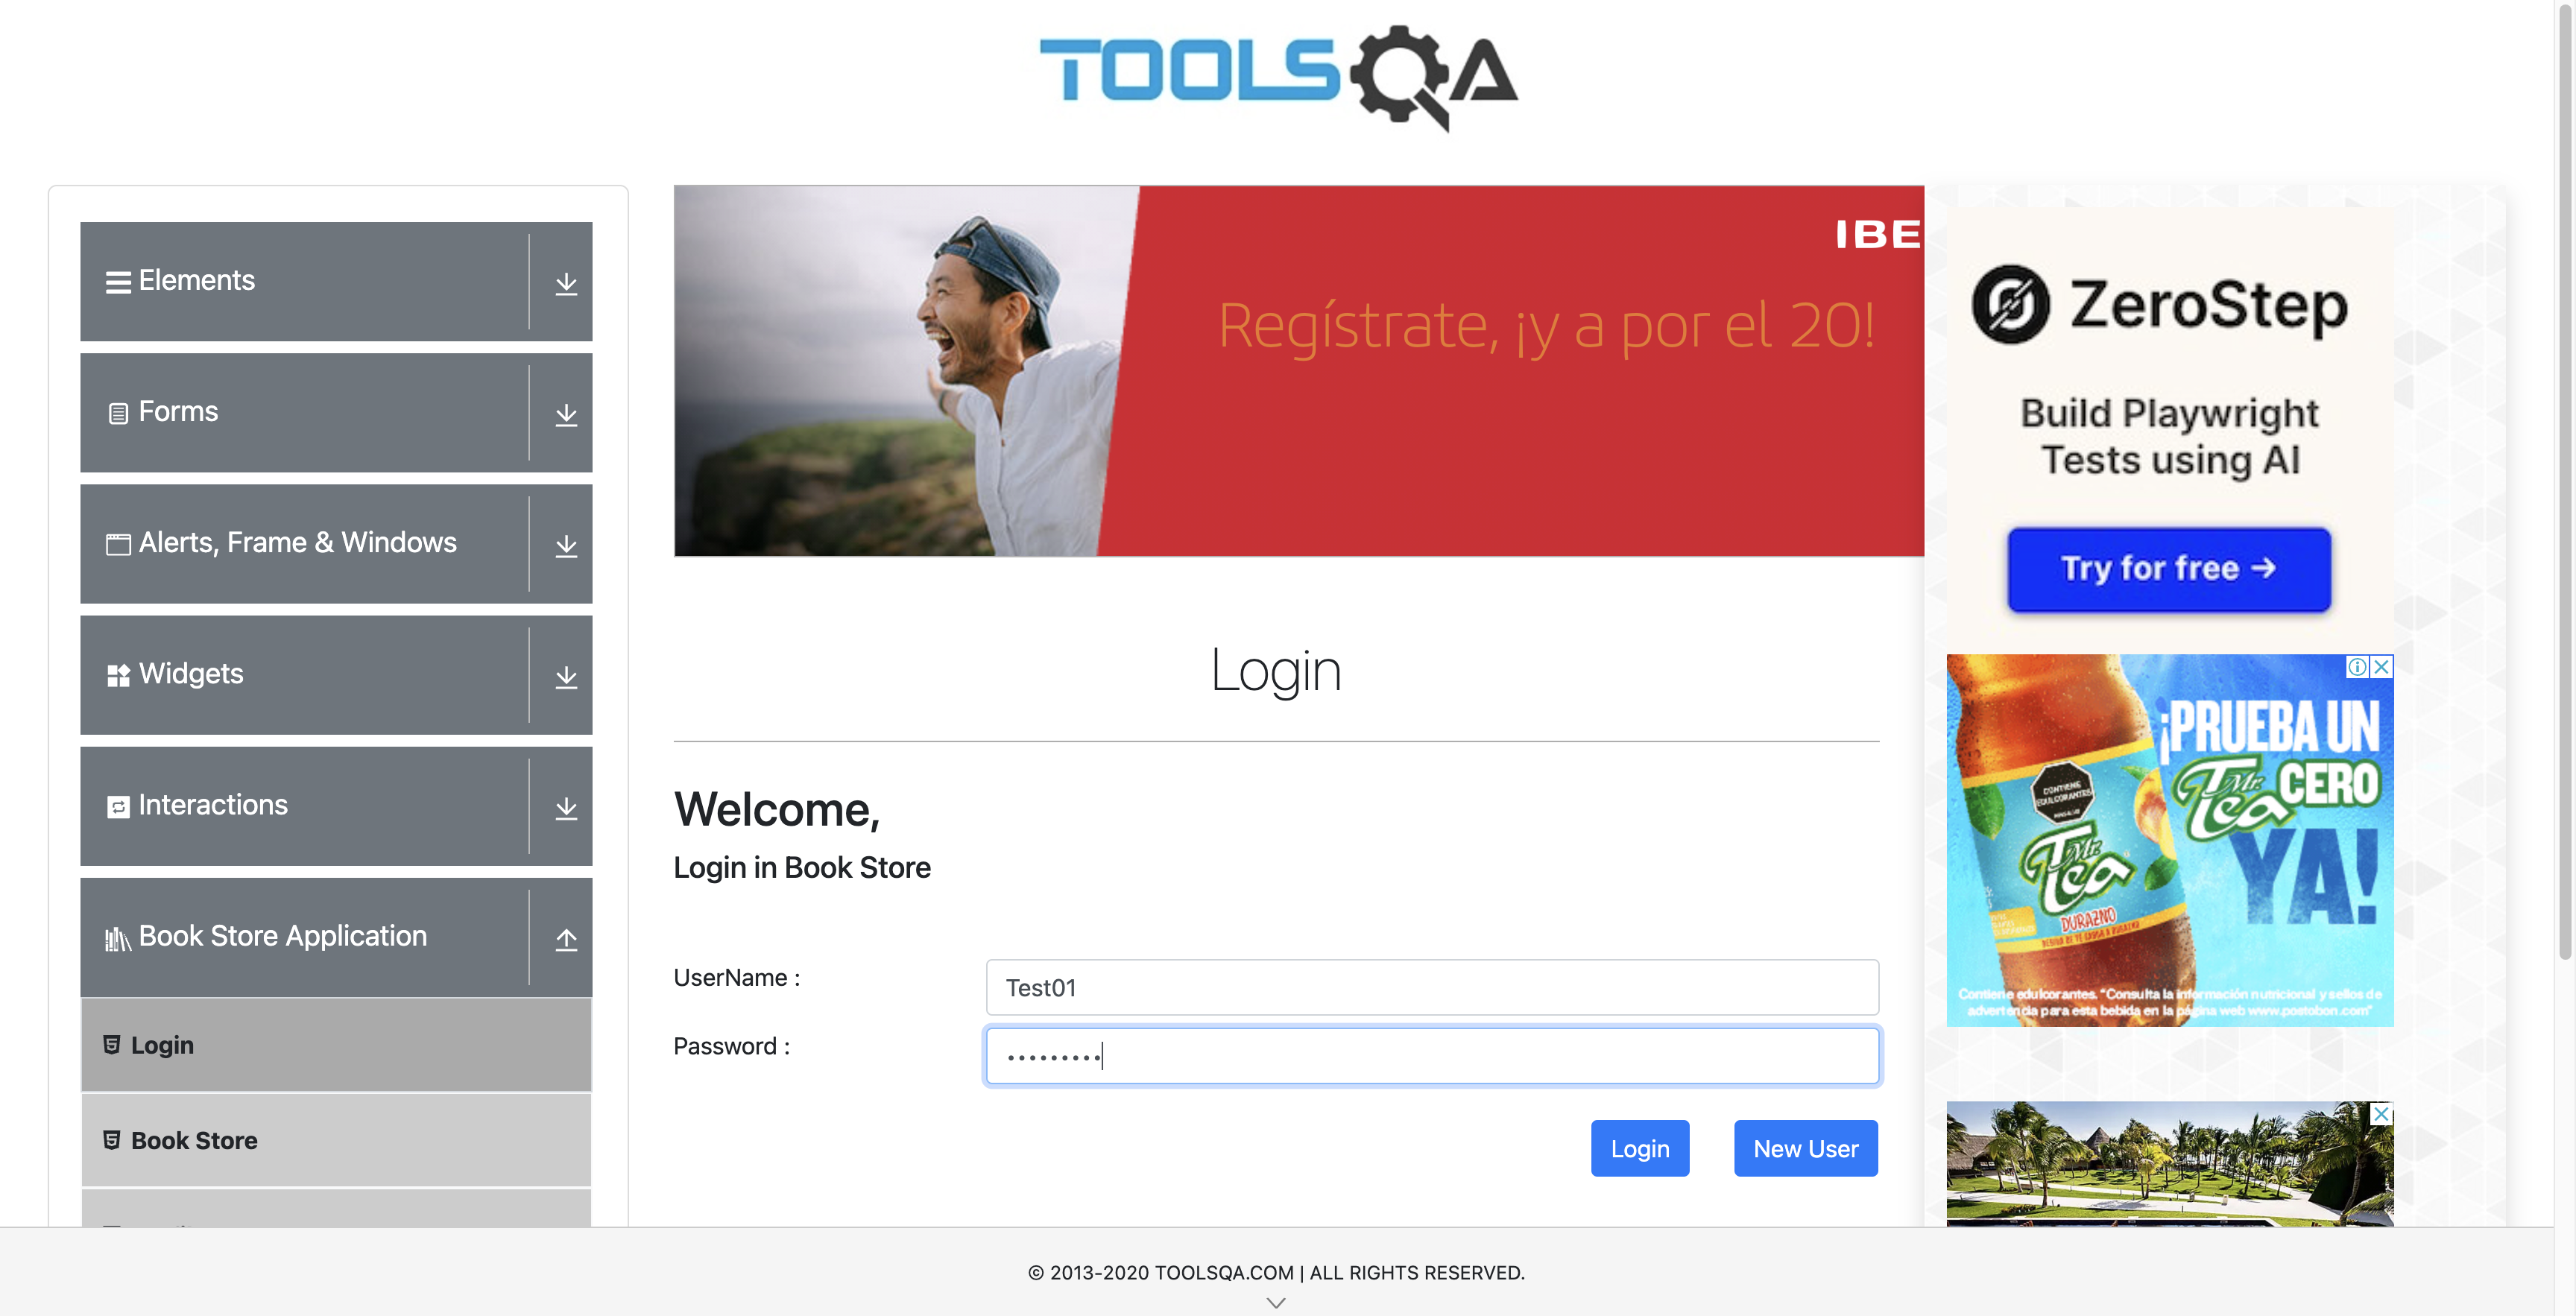 TOOLSQA
Elements
Forms
Alerts, Frame & Windows
Widgets
Interactions
Book Store Application
Login
Book Store
IBE
Regístrate, ¡y a por el 20!
Login
Welcome,
Login in Book Store
UserName :
Test01
Password :
•••••••••
Login
New User
ZeroStep
Build Playwright
Tests using AI
Try for free →
¡PRUEBA UN
Mr. Tea CERO
YA!
CONTIENE
EDULCORANTES
Mr.
Tea
DURAZNO
Contiene edulcorantes. "Consulta la información nutricional y sellos de
advertencia para esta bebida en la página web www.postobon.com"
© 2013-2020 TOOLSQA.COM | ALL RIGHTS RESERVED.